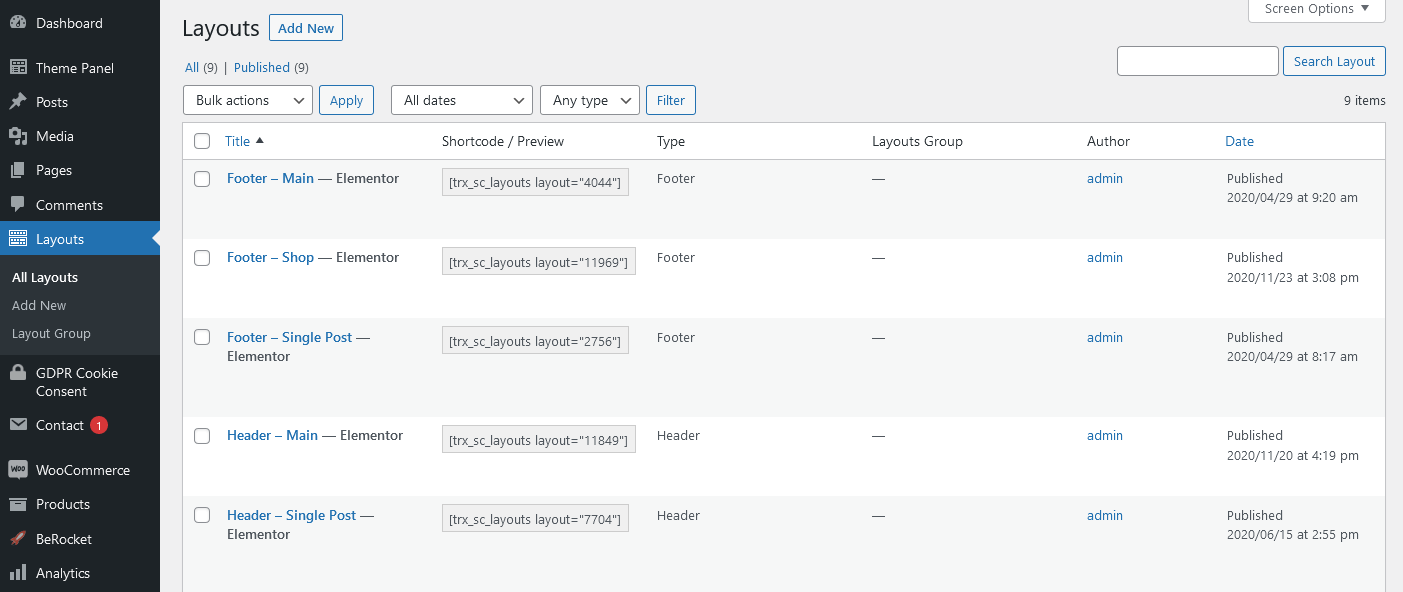 Dashboard
Theme Panel
Posts
Media
Pages
Comments
Layouts
All Layouts
Add New
Layout Group
GDPR Cookie
Consent
Contact 1
WOO WooCommerce
Products
BeRocket
Analytics
Screen Options
Layouts Add New
All (9) | Published (9)
Search Layout
Bulk actions Apply All dates Any type Filter 9 items
Title Shortcode / Preview Type Layouts Group Author Date
Footer – Main — Elementor [trx_sc_layouts layout="4044"] Footer — admin Published
2020/04/29 at 9:20 am
Footer – Shop — Elementor [trx_sc_layouts layout="11969"] Footer — admin Published
2020/11/23 at 3:08 pm
Footer – Single Post — [trx_sc_layouts layout="2756"] Footer — admin Published
Elementor 2020/04/29 at 8:17 am
Header – Main — Elementor [trx_sc_layouts layout="11849"] Header — admin Published
2020/11/20 at 4:19 pm
Header – Single Post — [trx_sc_layouts layout="7704"] Header — admin Published
Elementor 2020/06/15 at 2:55 pm